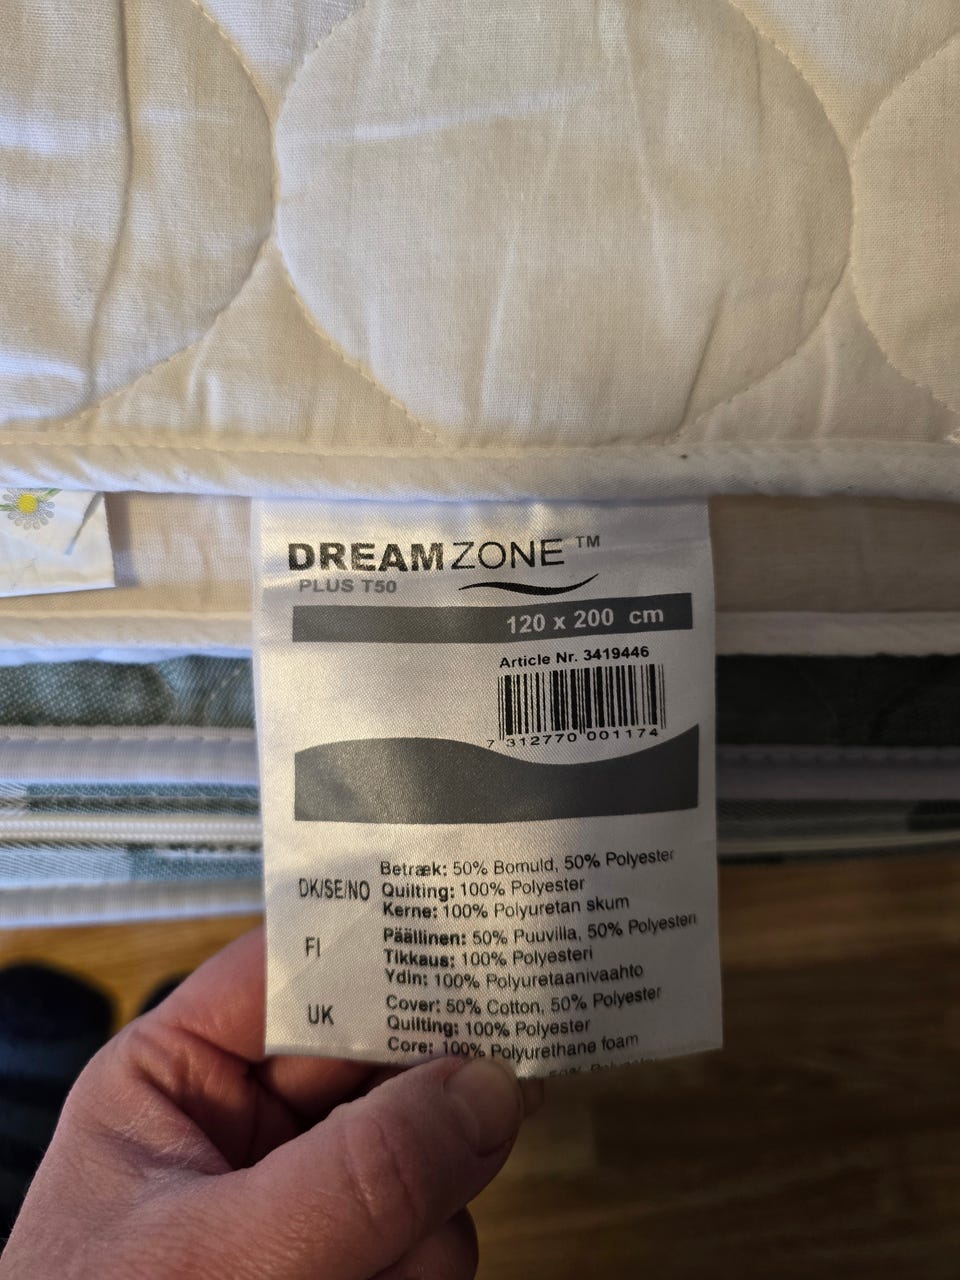 DREAMZONE™
PLUS T50
120 x 200 cm
Article Nr. 3419446
7 312770 001174
DK/SE/NO
Betræk: 50% Bomuld, 50% Polyester
Quilting: 100% Polyester
Kerne: 100% Polyuretan skum
FI
Päällinen: 50% Puuvilla, 50% Polyesteri
Tikkaus: 100% Polyesteri
Ydin: 100% Polyuretaanivaahto
UK
Cover: 50% Cotton, 50% Polyester
Quilting: 100% Polyester
Core: 100% Polyurethane foam